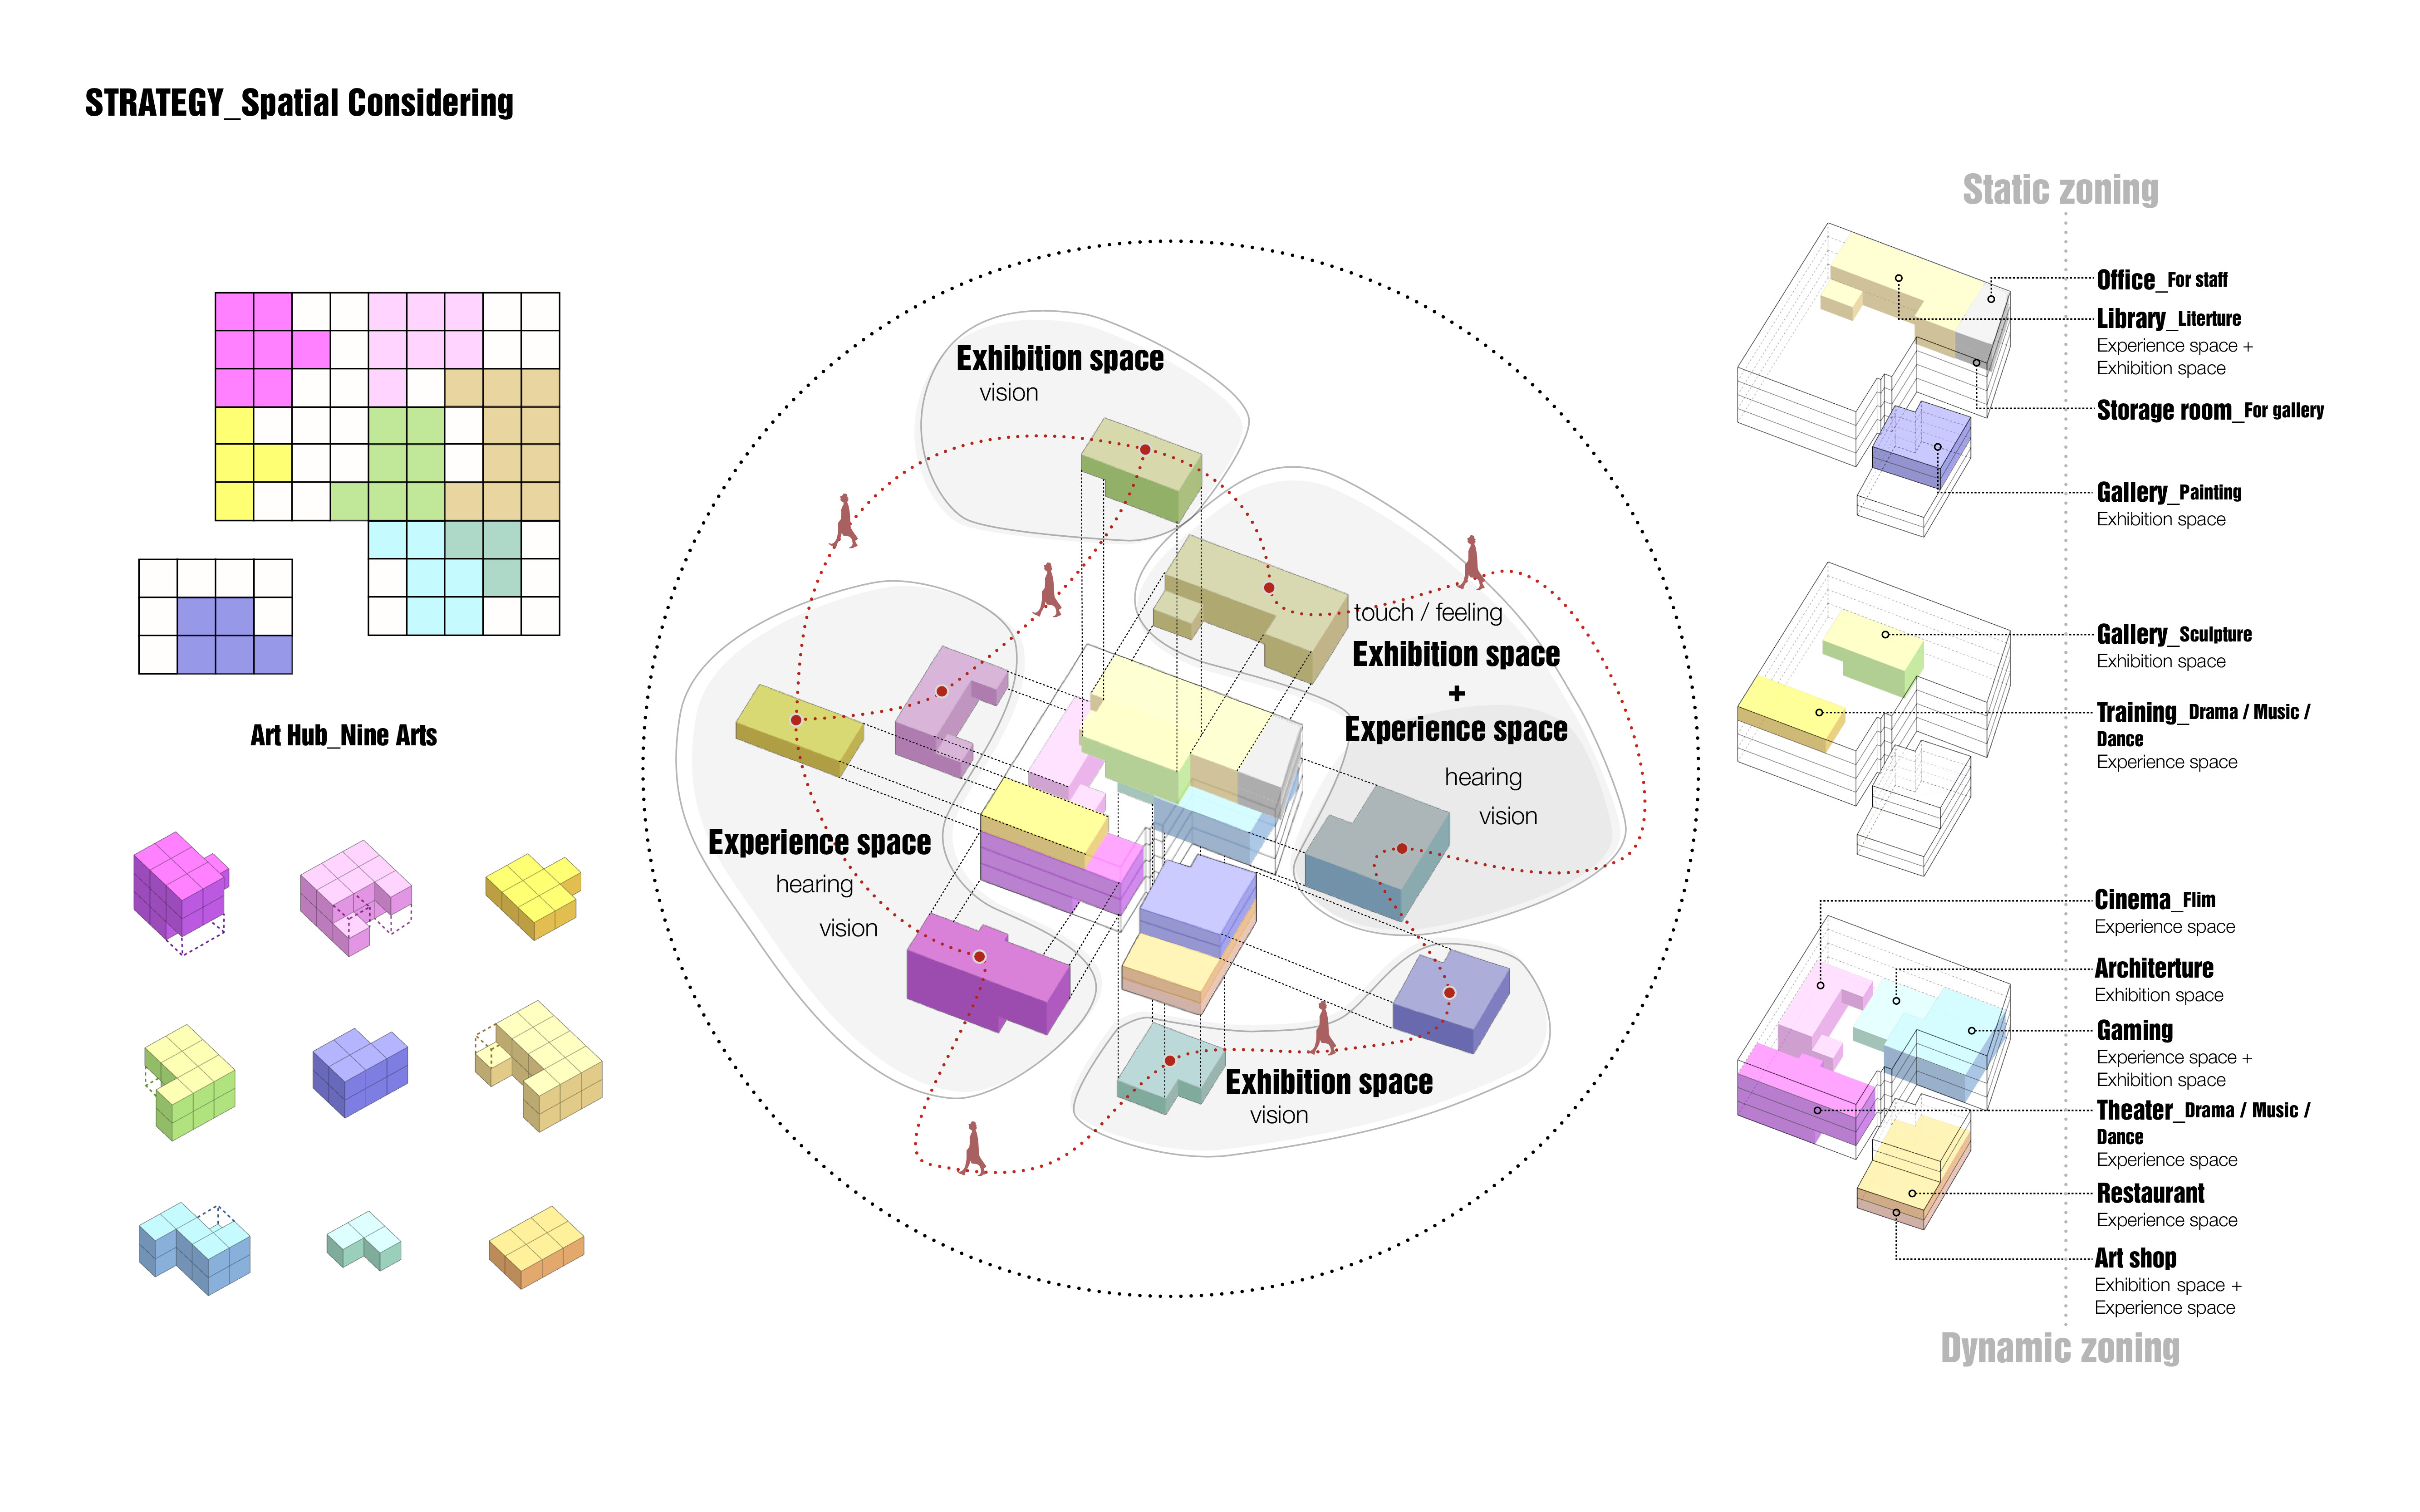 STRATEGY_Spatial Considering
Art Hub_Nine Arts
Exhibition space
vision
touch / feeling
Exhibition space
+
Experience space
hearing
vision
Experience space
hearing
vision
Exhibition space
vision
Static zoning
Office_For staff
Library_Literture
Experience space +
Exhibition space
Storage room_For gallery
Gallery_Painting
Exhibition space
Gallery_Sculpture
Exhibition space
Training_Drama / Music /
Dance
Experience space
Cinema_Flim
Experience space
Architerture
Exhibition space
Gaming
Experience space +
Exhibition space
Theater_Drama / Music /
Dance
Experience space
Restaurant
Experience space
Art shop
Exhibition space +
Experience space
Dynamic zoning